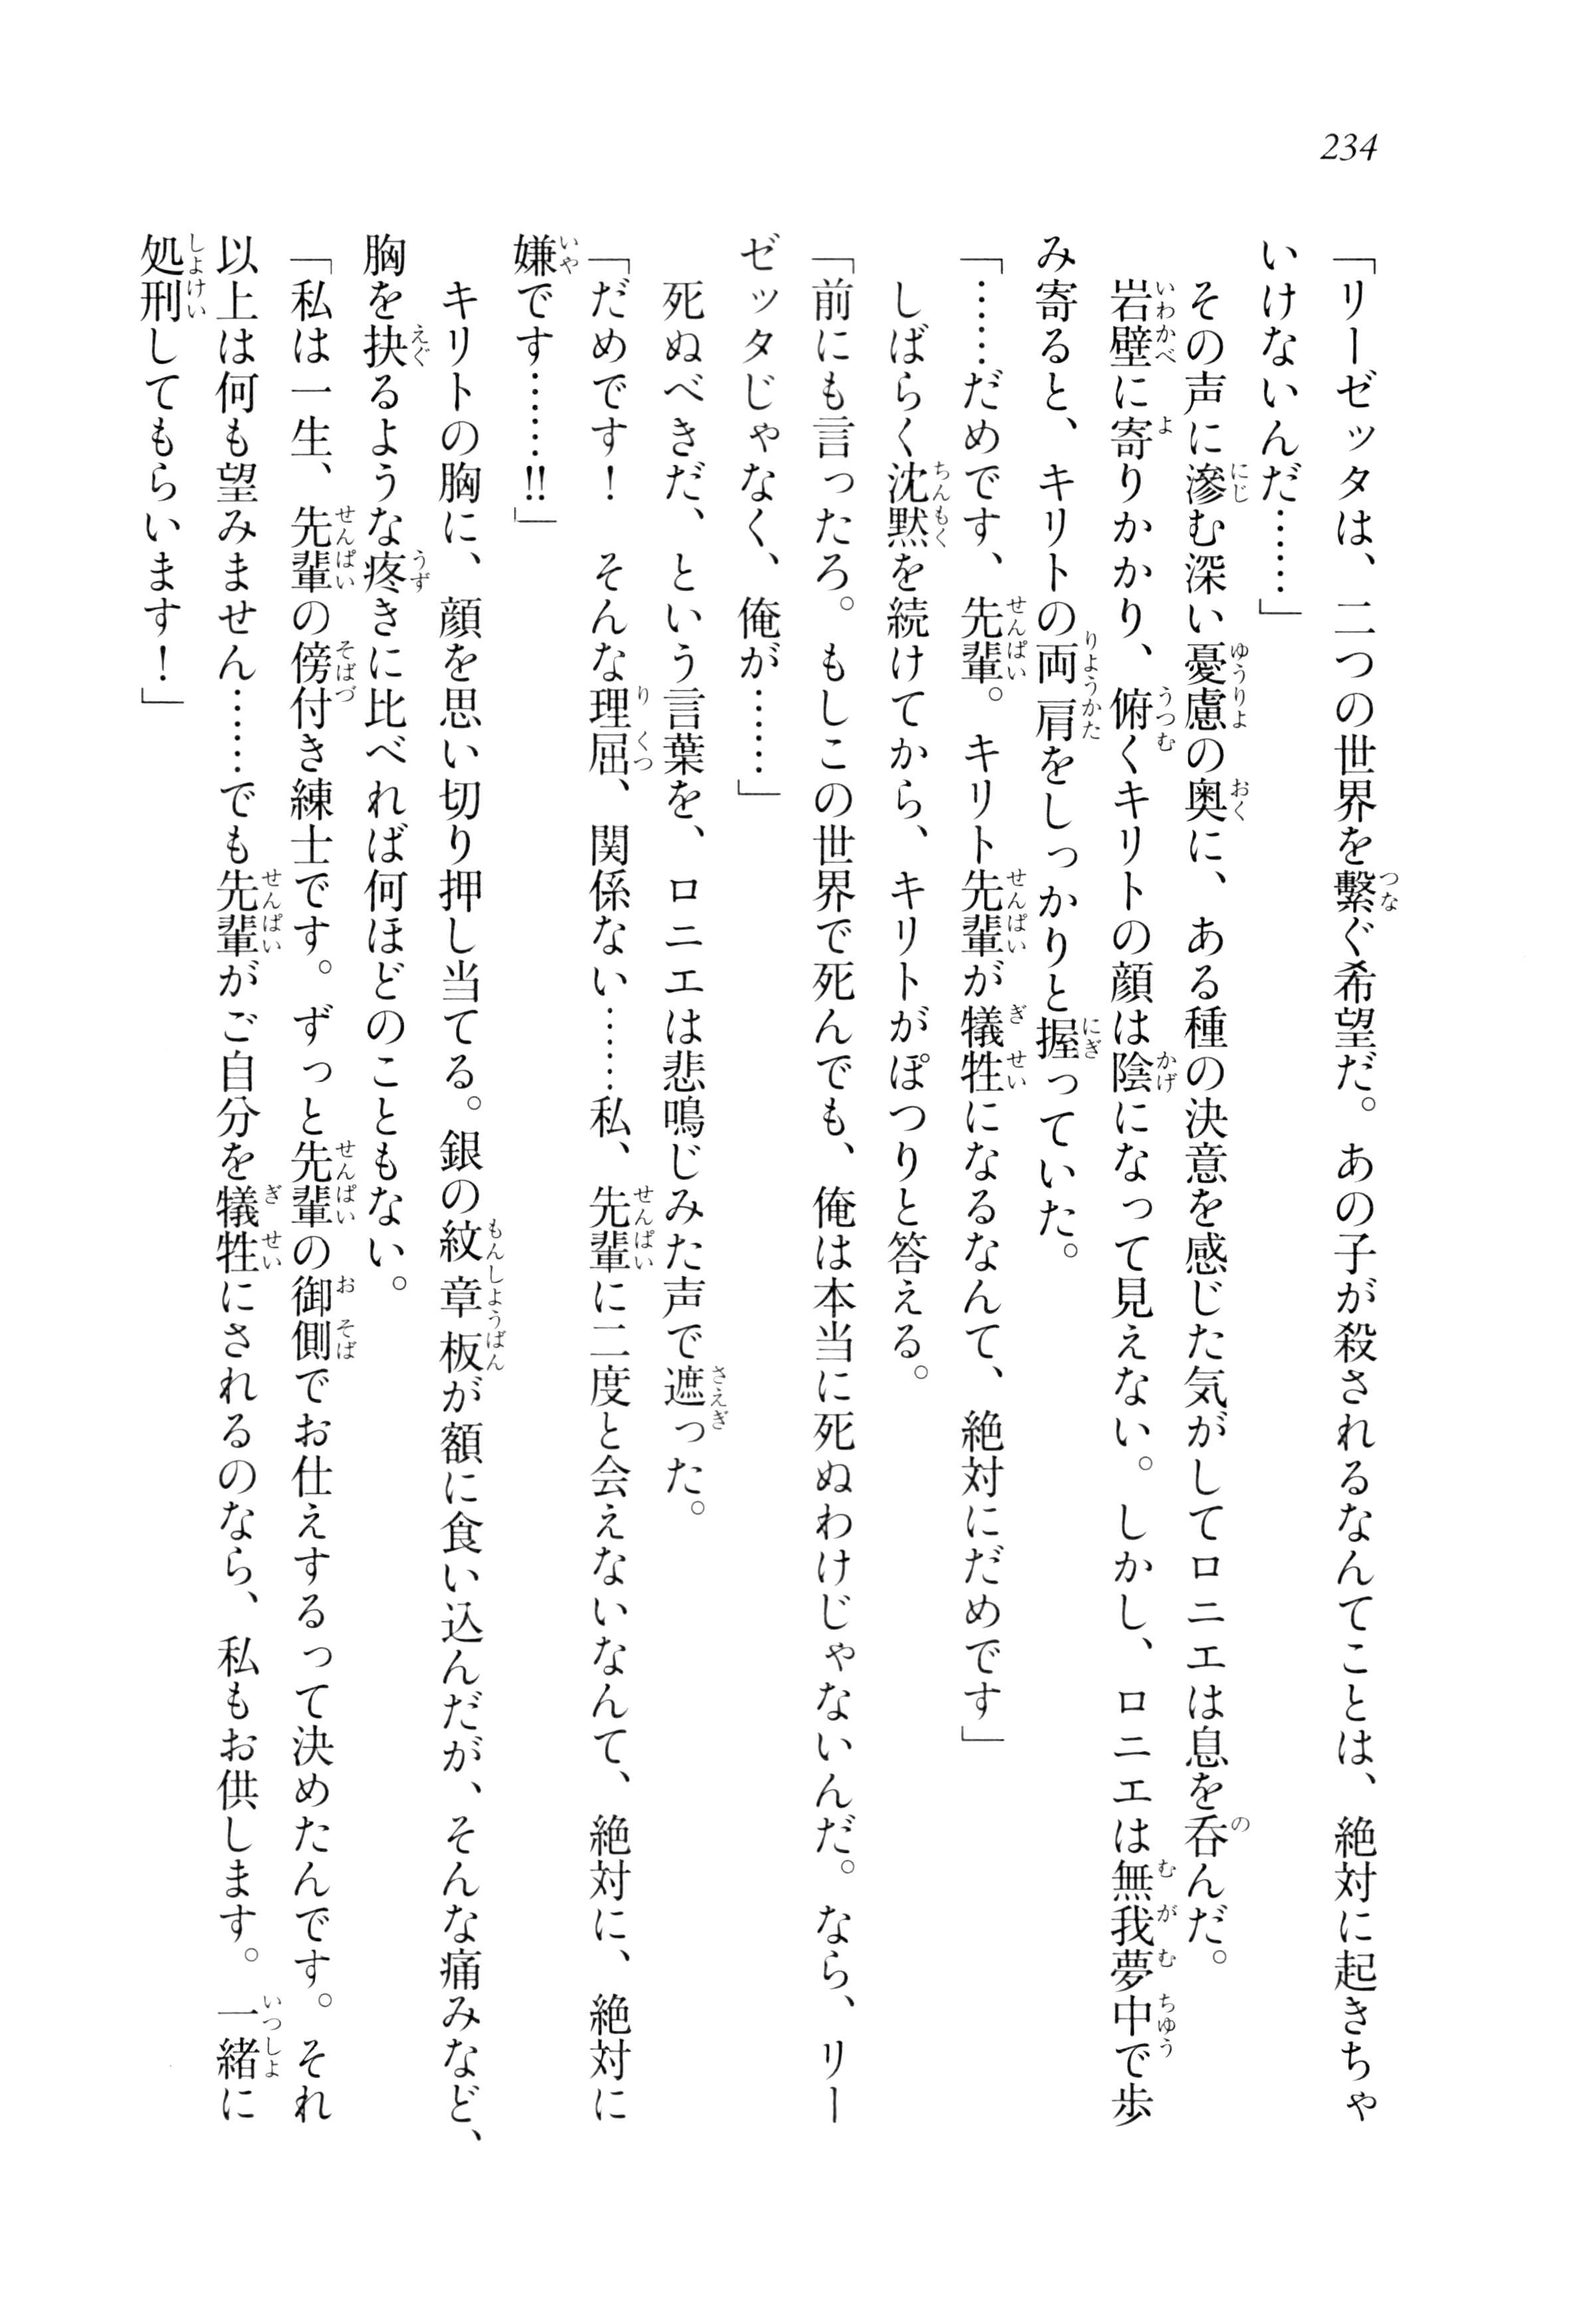 234
「リーゼッタは、二つの世界を繫ぐ希望だ。あの子が殺されるなんてことは、絶対に起きちゃ
いけないんだ……」
その声に滲む深い憂慮の奥に、ある種の決意を感じた気がしてロニエは息を呑んだ。
岩壁に寄りかかり、俯くキリトの顔は陰になって見えない。しかし、ロニエは無我夢中で歩
み寄ると、キリトの両肩をしっかりと握っていた。
「……だめです、先輩。キリト先輩が犠牲になるなんて、絶対にだめです」
しばらく沈黙を続けてから、キリトがぽつりと答える。
「前にも言ったろ。もしこの世界で死んでも、俺は本当に死ぬわけじゃないんだ。なら、リー
ゼッタじゃなく、俺が……」
死ぬべきだ、という言葉を、ロニエは悲鳴じみた声で遮った。
「だめです！　そんな理屈、関係ない……私、先輩に二度と会えないなんて、絶対に、絶対に
嫌です……‼」
キリトの胸に、顔を思い切り押し当てる。銀の紋章板が額に食い込んだが、そんな痛みなど、
胸を抉るような疼きに比べれば何ほどのこともない。
「私は一生、先輩の傍付き練士です。ずっと先輩の御側でお仕えするって決めたんです。それ
以上は何も望みません……でも先輩がご自分を犠牲にされるのなら、私もお供します。一緒に
処刑してもらいます！」